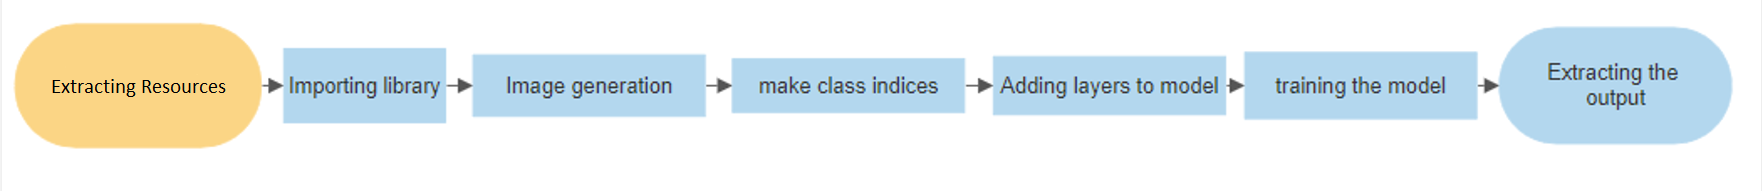 Extracting Resources
Importing library
Image generation
make class indices
Adding layers to model
training the model
Extracting the
output